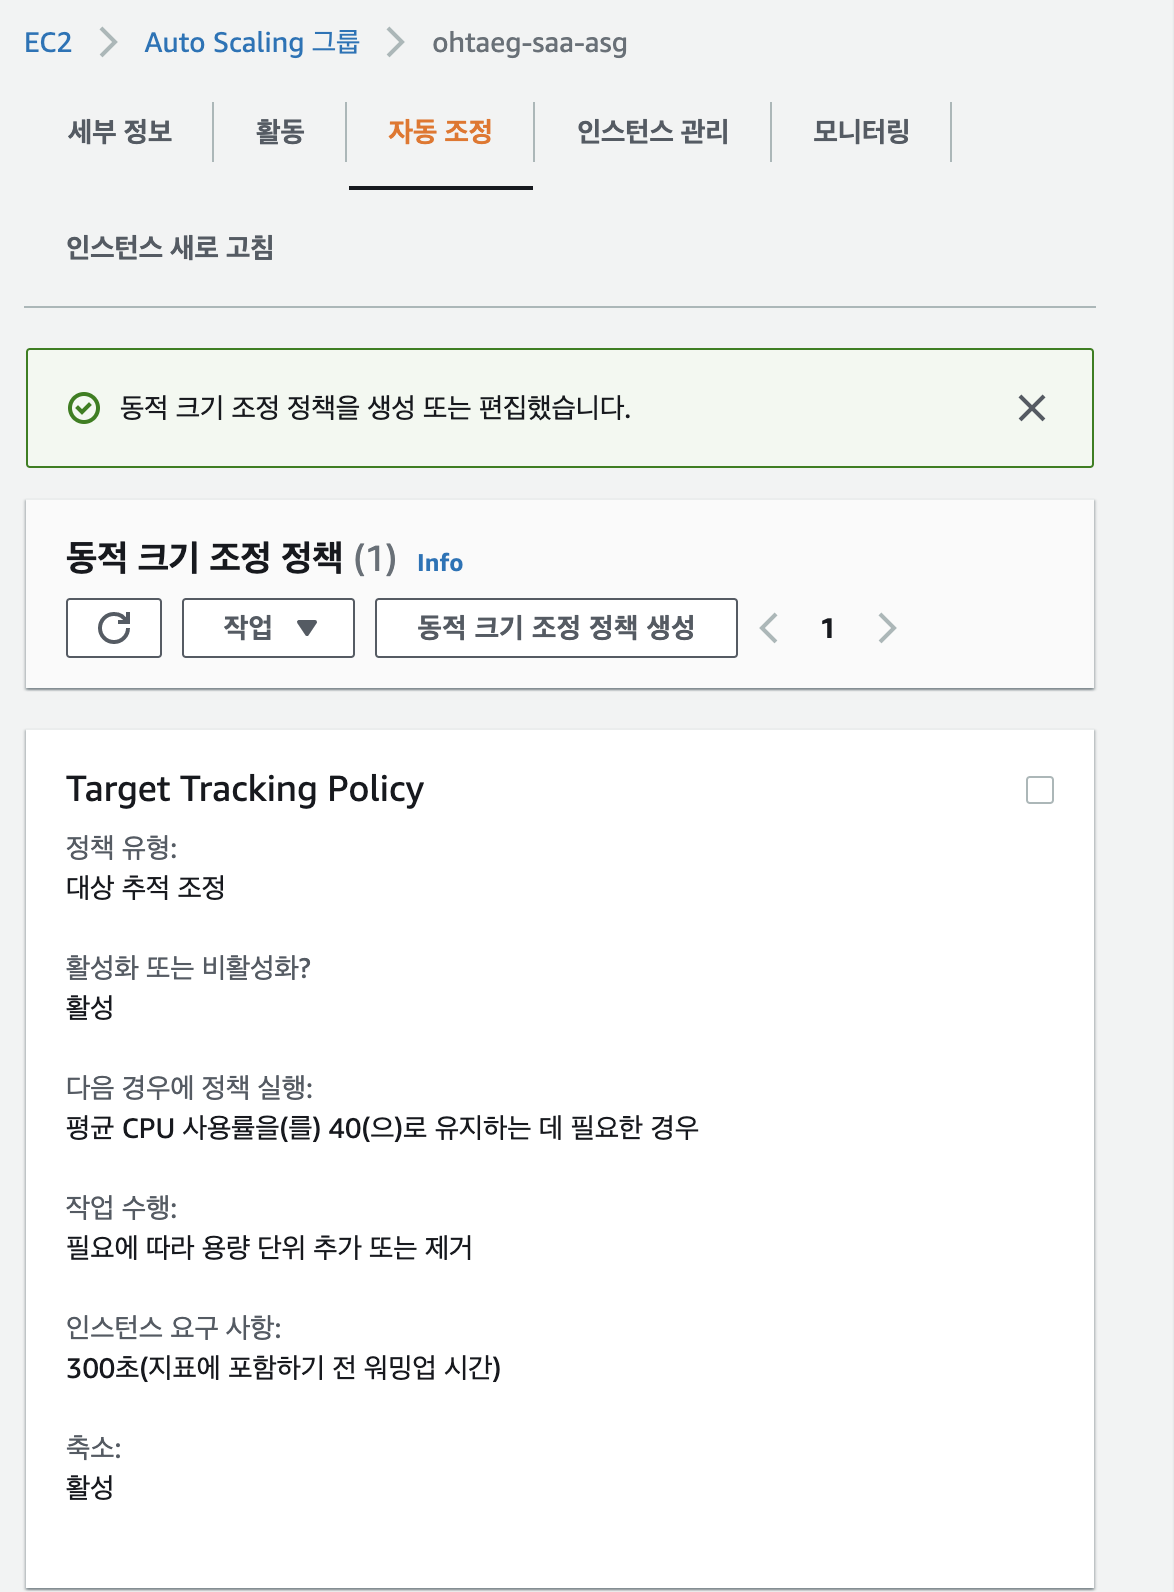 EC2 > Auto Scaling 그룹 > ohtaeg-saa-asg
세부 정보 활동 자동 조정 인스턴스 관리 모니터링
인스턴스 새로 고침
동적 크기 조정 정책을 생성 또는 편집했습니다.
동적 크기 조정 정책 (1) Info
작업 동적 크기 조정 정책 생성 1
Target Tracking Policy
정책 유형:
대상 추적 조정
활성화 또는 비활성화?
활성
다음 경우에 정책 실행:
평균 CPU 사용률을(를) 40(으)로 유지하는 데 필요한 경우
작업 수행:
필요에 따라 용량 단위 추가 또는 제거
인스턴스 요구 사항:
300초(지표에 포함하기 전 워밍업 시간)
축소:
활성